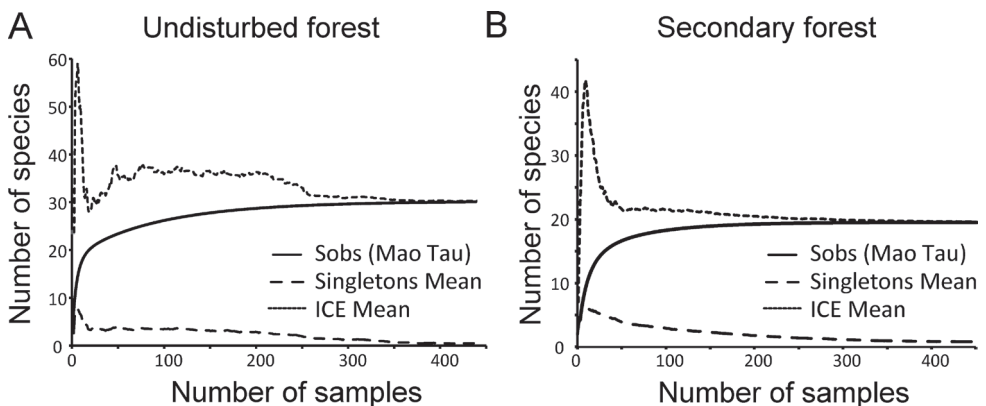 A
Undisturbed forest
Number of species
60
50
40
30
20
10
0
Sobs (Mao Tau)
Singletons Mean
ICE Mean
0
100
200
300
400
Number of samples
B
Secondary forest
Number of species
40
30
20
10
0
Sobs (Mao Tau)
Singletons Mean
ICE Mean
0
100
200
300
400
Number of samples